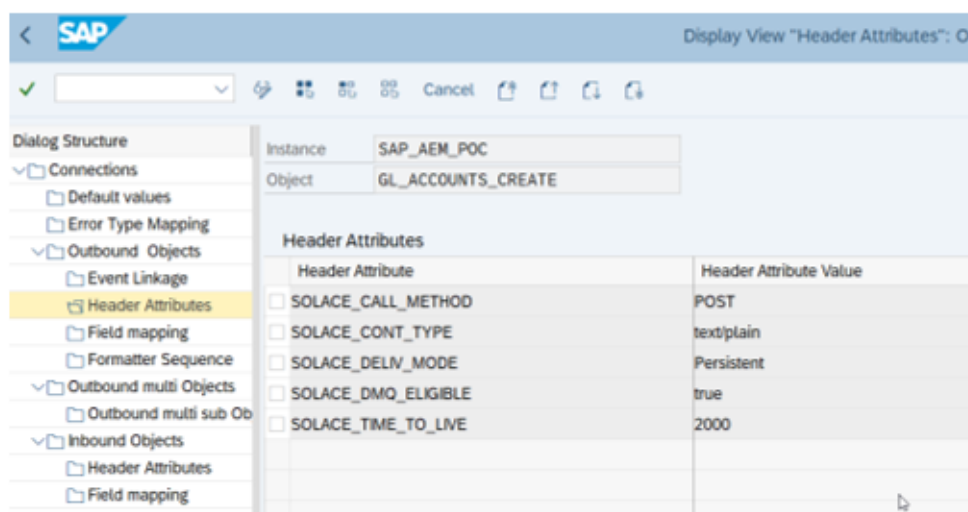 SAP
Display View "Header Attributes": O
Cancel
Dialog Structure
Connections
Default values
Error Type Mapping
Outbound Objects
Event Linkage
Header Attributes
Field mapping
Formatter Sequence
Outbound multi Objects
Outbound multi sub Ob
Inbound Objects
Header Attributes
Field mapping
Instance SAP_AEM_POC
Object GL_ACCOUNTS_CREATE
Header Attributes
Header Attribute Header Attribute Value
SOLACE_CALL_METHOD POST
SOLACE_CONT_TYPE text/plain
SOLACE_DELIV_MODE Persistent
SOLACE_DMQ_ELIGIBLE true
SOLACE_TIME_TO_LIVE 2000